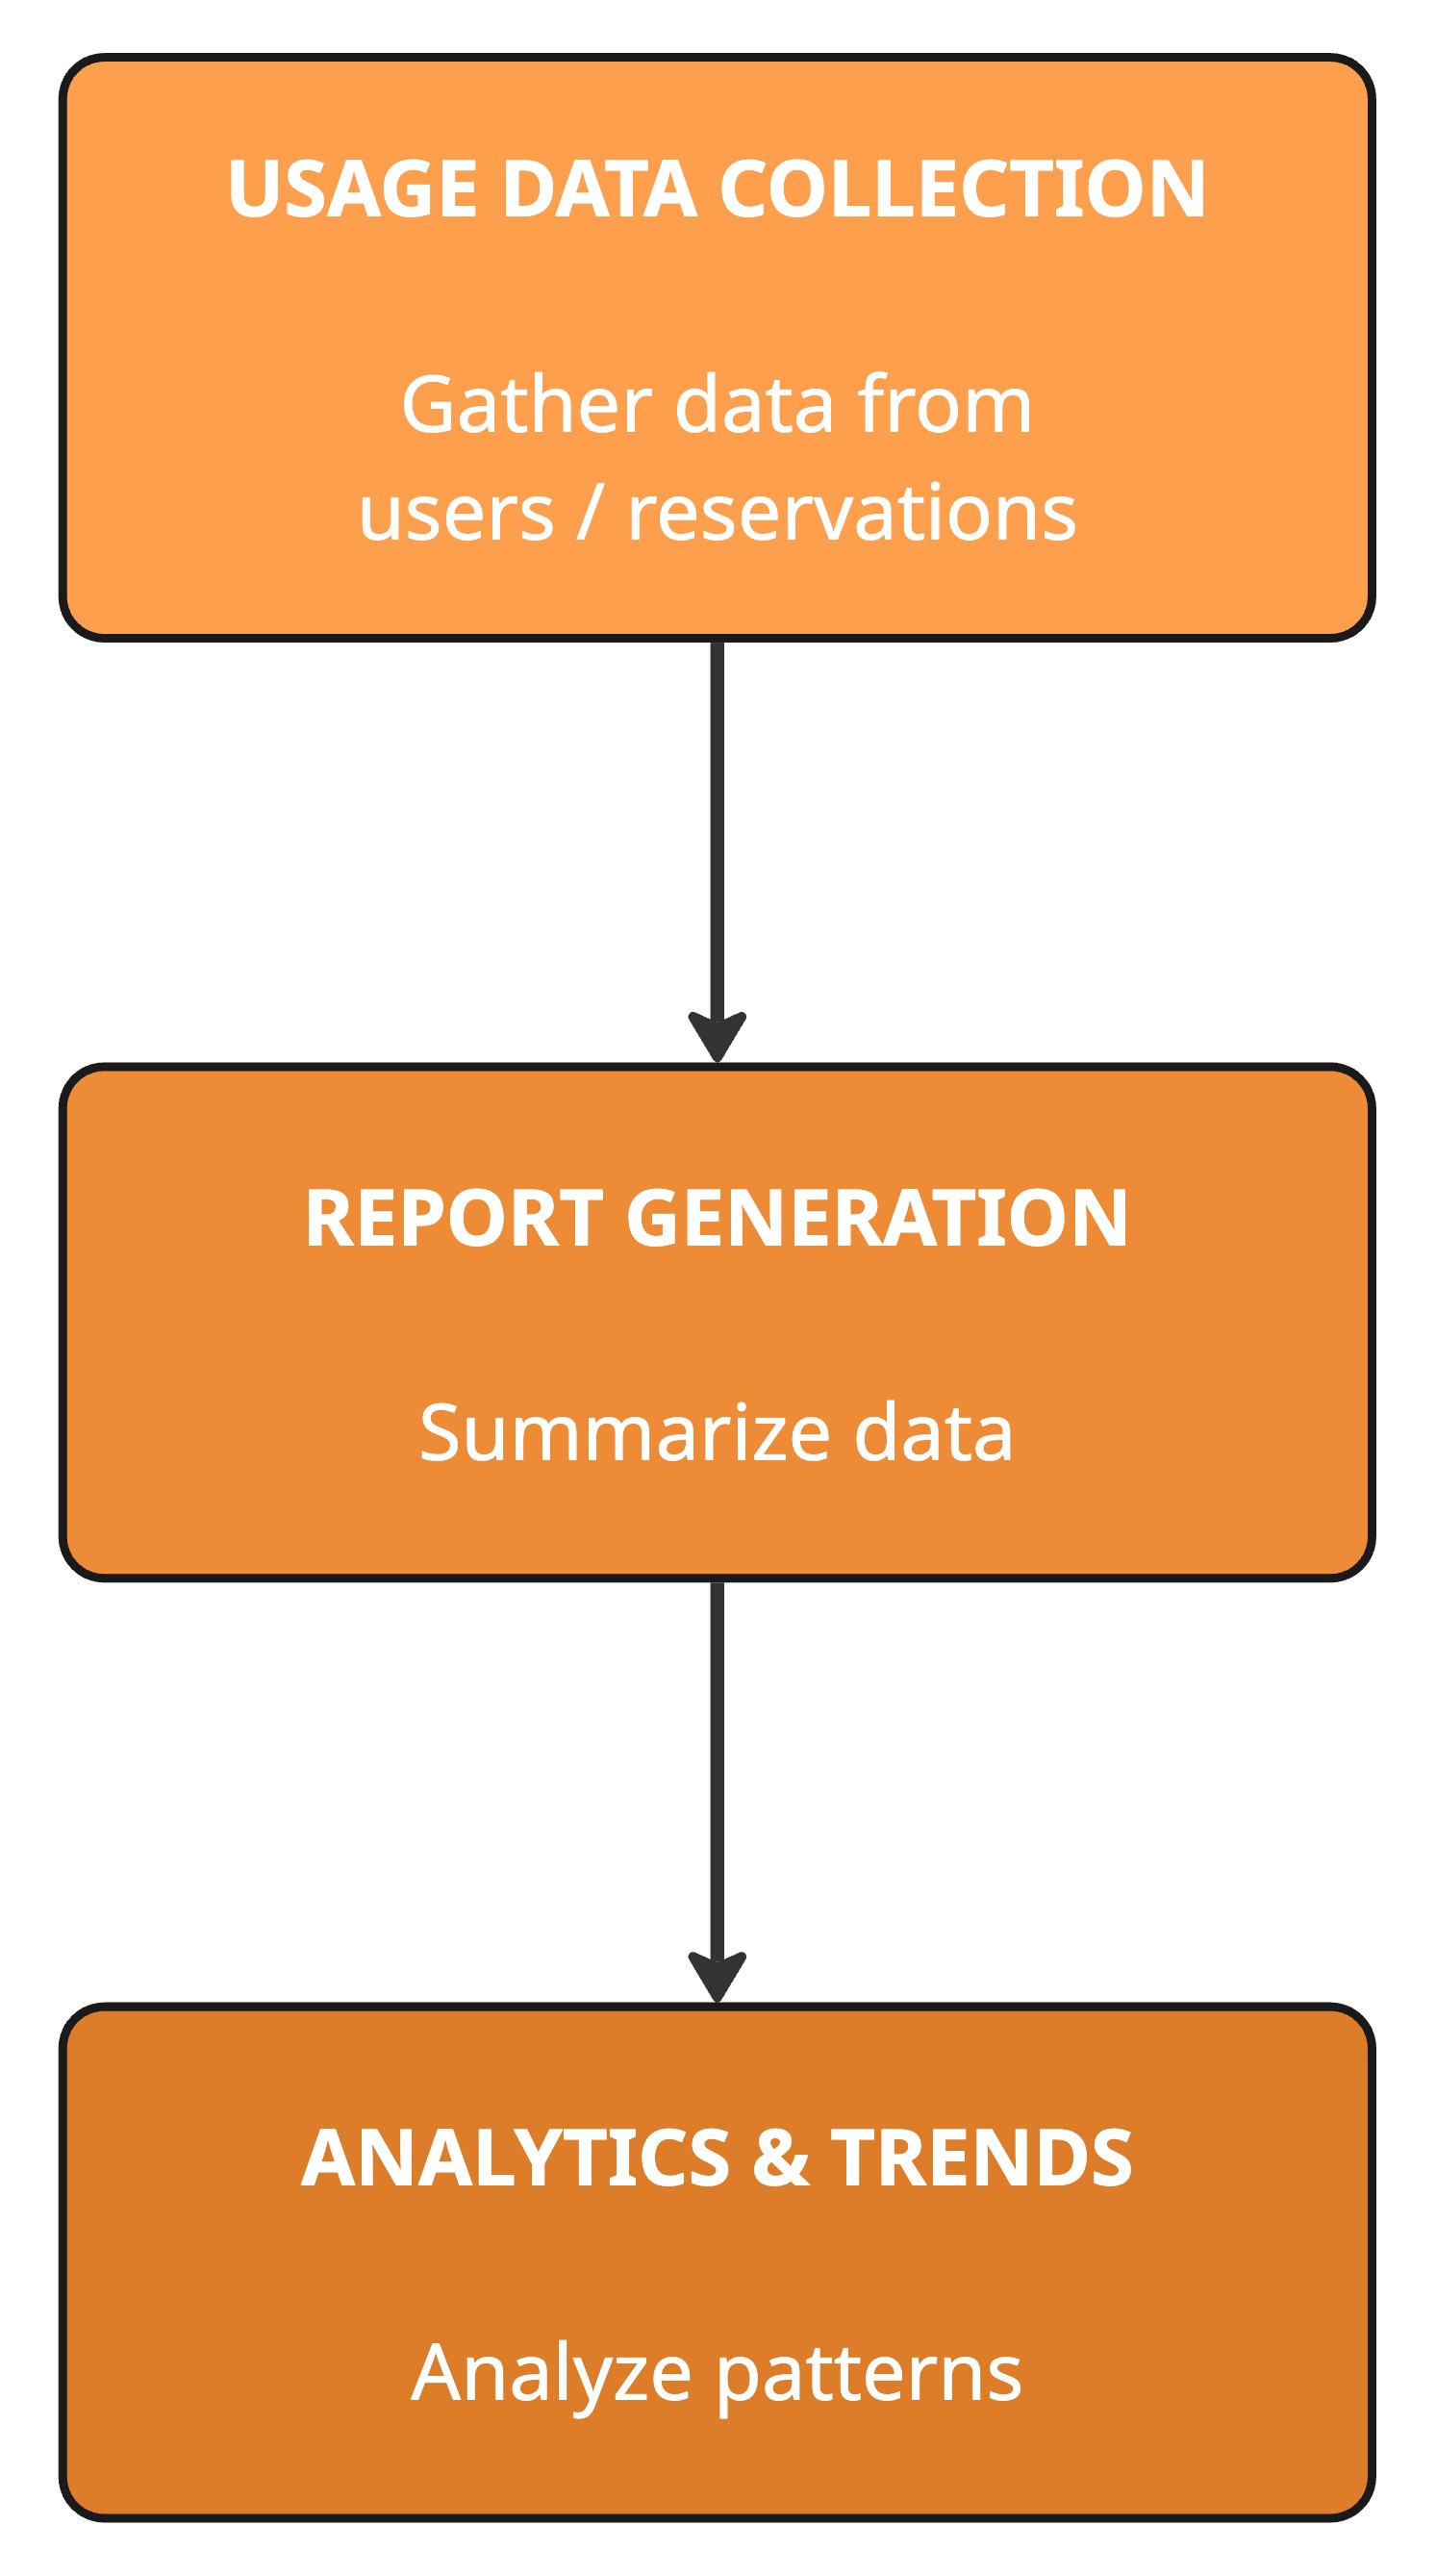 USAGE DATA COLLECTION
Gather data from
users / reservations
REPORT GENERATION
Summarize data
ANALYTICS & TRENDS
Analyze patterns